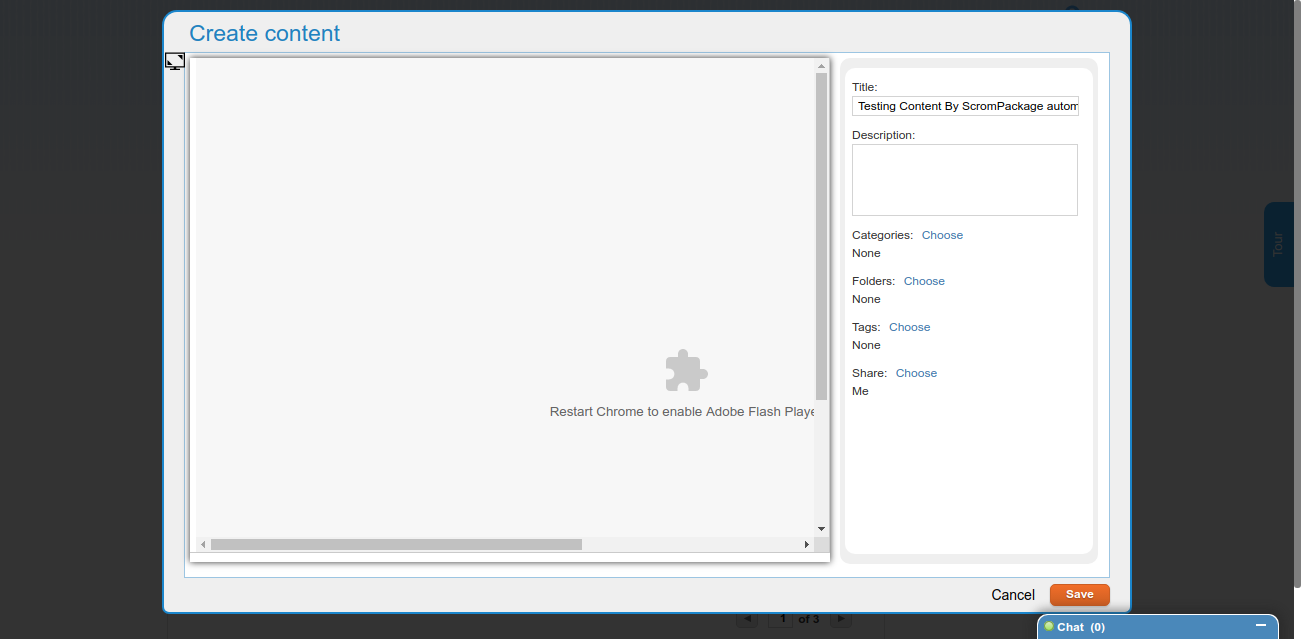 Create content
Restart Chrome to enable Adobe Flash Playe
Title:
Testing Content By ScromPackage autom
Description:
Categories: Choose
None
Folders: Choose
None
Tags: Choose
None
Share: Choose
Me
Tour
Cancel
Save
1 of 3
Chat (0)